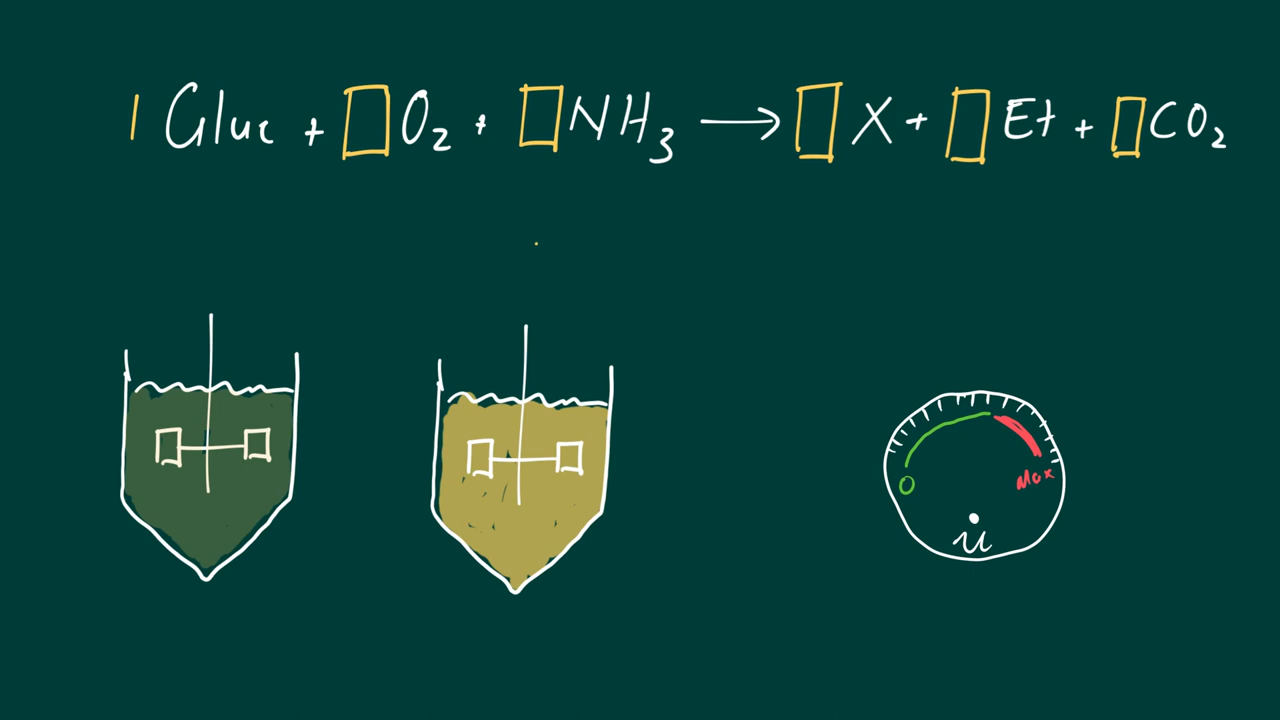 1 Gluc + □ O₂ + □ NH₃ → □ X + □ Et + □ CO₂
0
Max